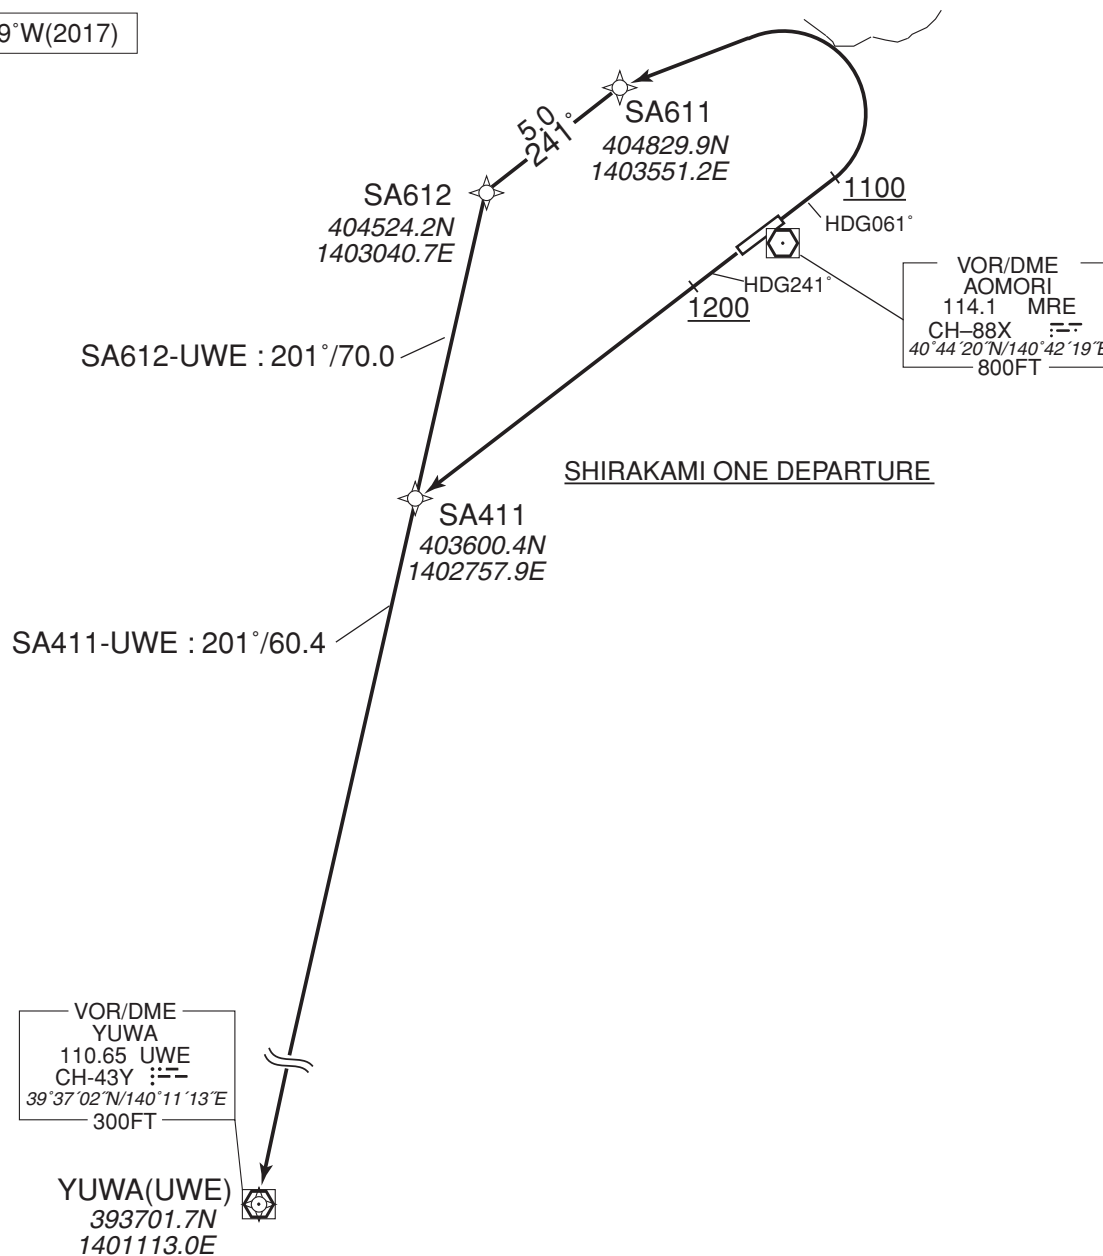 9°W(2017)
SA611
404829.9N
1403551.2E
5.0
241°
SA612
404524.2N
1403040.7E
1100
HDG061°
HDG241°
1200
VOR/DME
AOMORI
114.1 MRE
CH–88X
40°44′20″N/140°42′19″E
800FT
SA612-UWE : 201°/70.0
SHIRAKAMI ONE DEPARTURE
SA411
403600.4N
1402757.9E
SA411-UWE : 201°/60.4
VOR/DME
YUWA
110.65 UWE
CH-43Y
39°37′02″N/140°11′13″E
300FT
YUWA(UWE)
393701.7N
1401113.0E